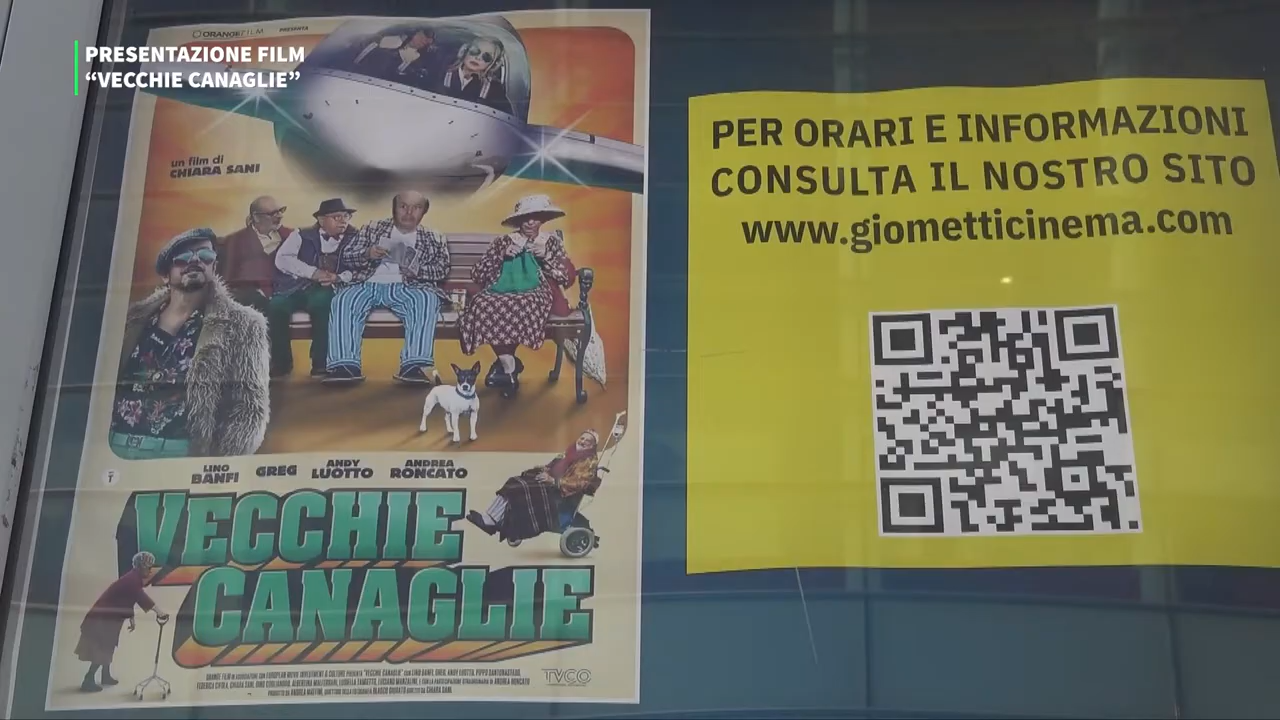 PRESENTAZIONE FILM
“VECCHIE CANAGLIE”
ORANGEFILM PRESENTA
un film di
CHIARA SANI
LINO BANFI GREG ANDY LUOTTO ANDREA RONCATO
VECCHIE
CANAGLIE
TVCO
PER ORARI E INFORMAZIONI
CONSULTA IL NOSTRO SITO
www.giometticinema.com